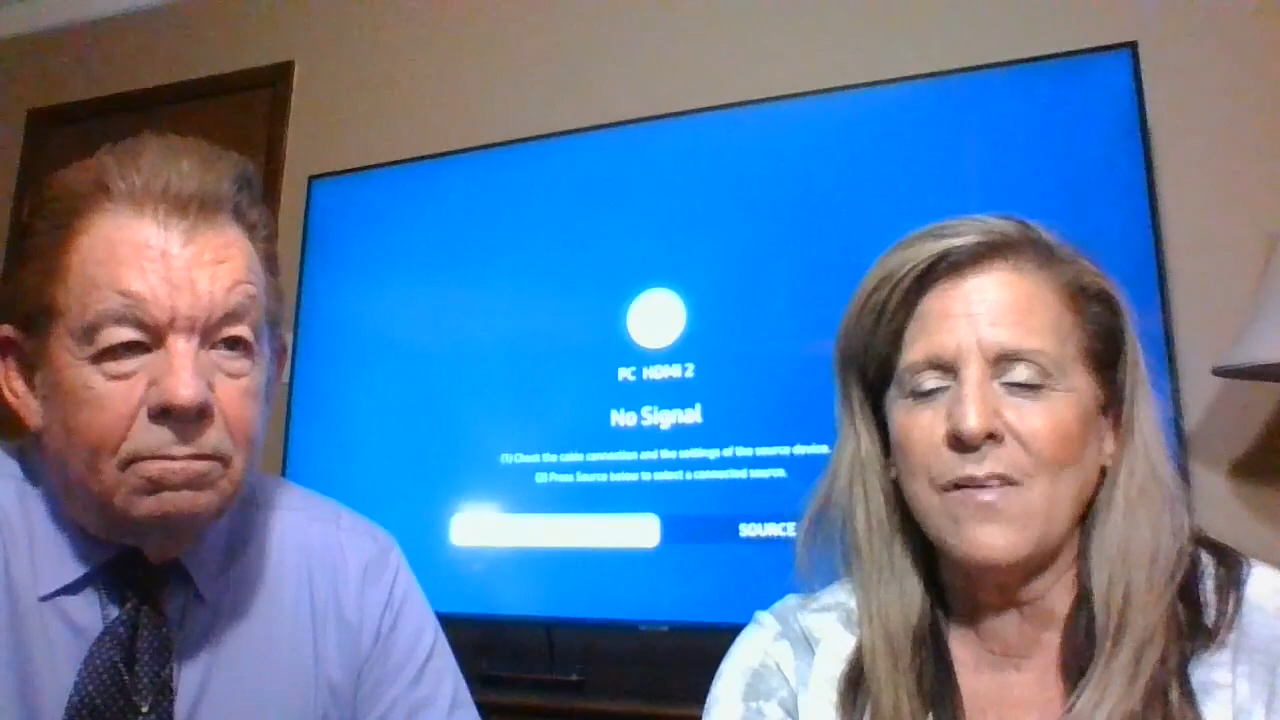 PC HDMI 2
No Signal
(1) Check the cable connection and the settings of the source device.
(2) Press Source below to select a connected source.
SOURCE